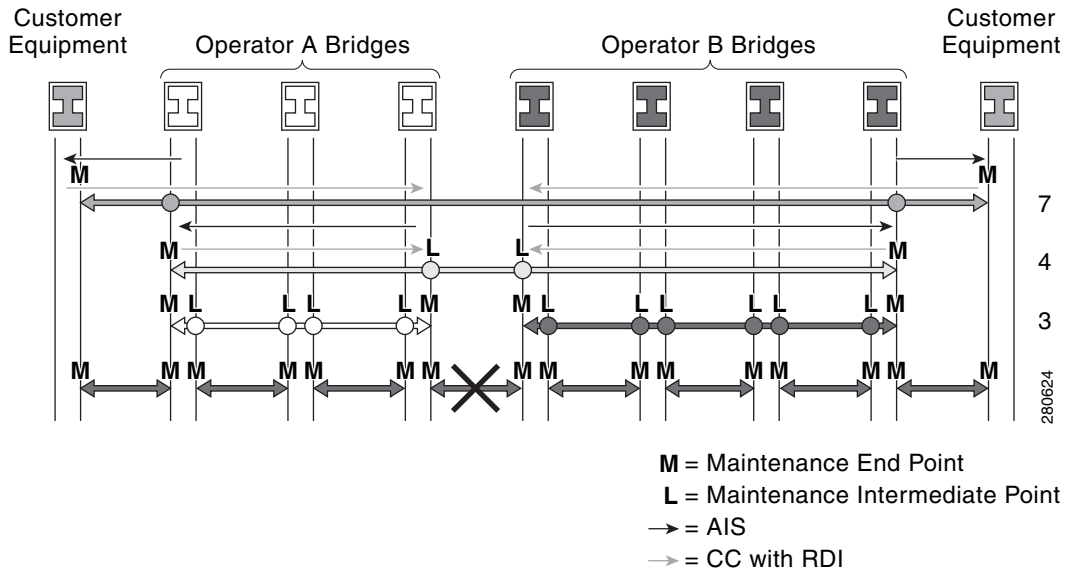 Customer
Equipment
Operator A Bridges
Operator B Bridges
Customer
Equipment
M M
7
M L L M
4
M L L L L M M L L L L L L M
3
M M M M M M M M M M M M M M M M
280624
M = Maintenance End Point
L = Maintenance Intermediate Point
= AIS
= CC with RDI